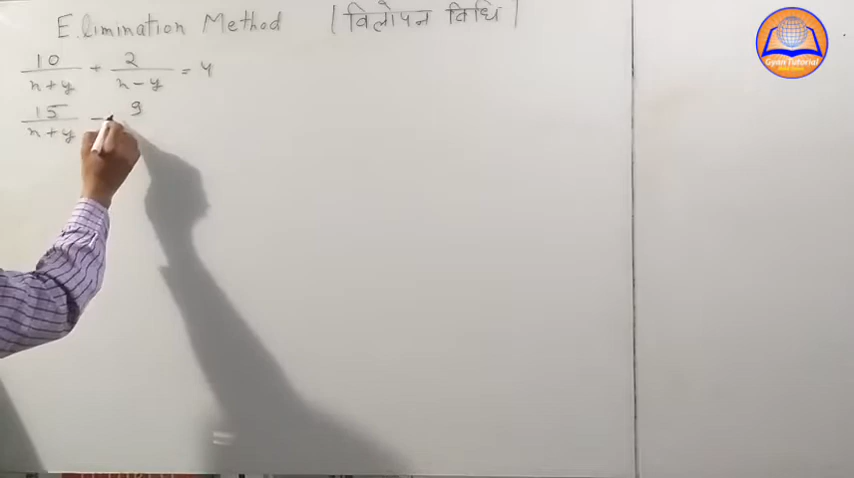 Elimination Method (विलोपन विधि)
10/x+y + 2/x-y = 4
15/x+y - 9
Gyan Tutorial